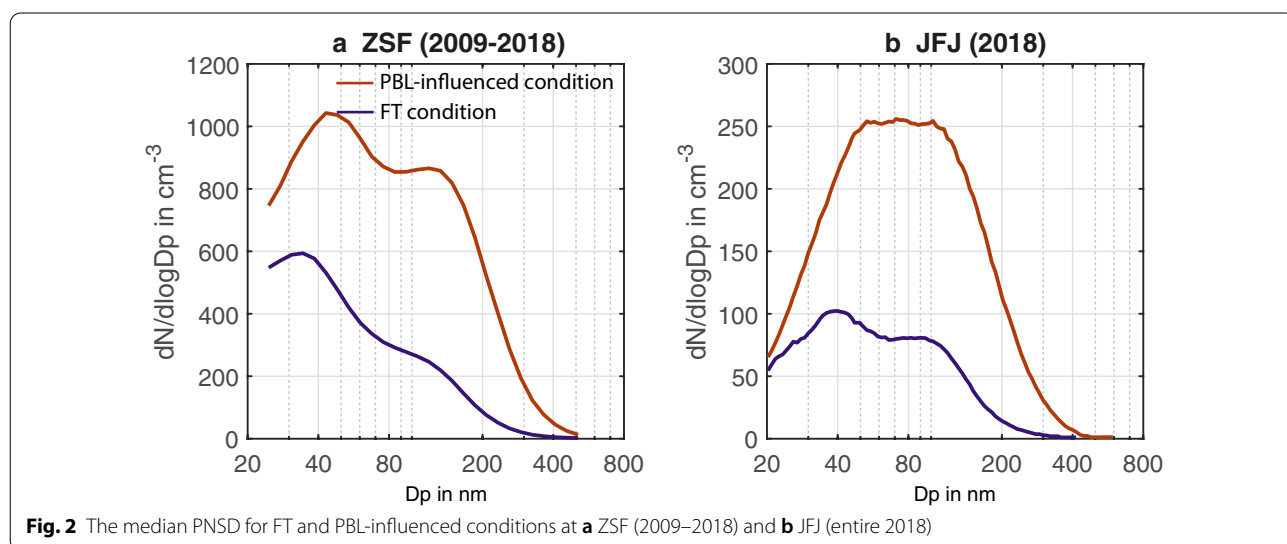 a ZSF (2009-2018)
dN/dlogDp in cm-3
1200
1000
800
600
400
200
0
PBL-influenced condition
FT condition
20 40 80 200 400 800
Dp in nm
b JFJ (2018)
dN/dlogDp in cm-3
300
250
200
150
100
50
0
20 40 80 200 400 800
Dp in nm
Fig. 2 The median PNSD for FT and PBL-influenced conditions at a ZSF (2009–2018) and b JFJ (entire 2018)